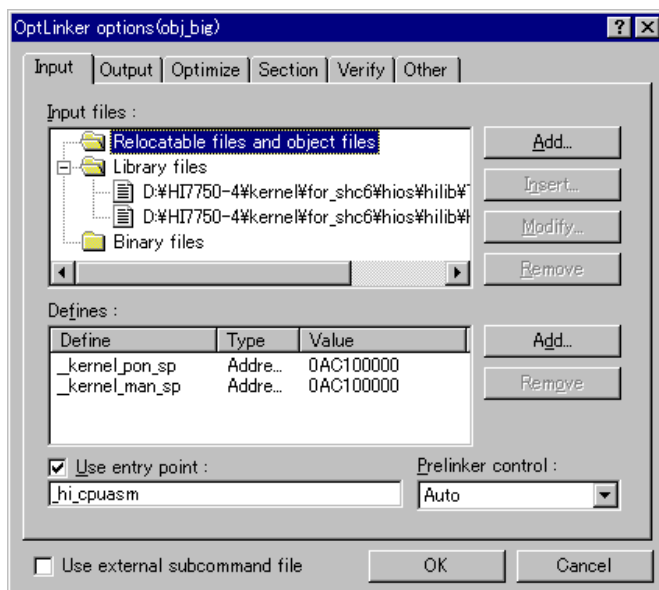 OptLinker options(obj_big)
Input Output Optimize Section Verify Other
Input files :
Relocatable files and object files
Add...
Library files
D:¥HI7750-4¥kernel¥for_shc6¥hios¥hilib¥
Insert...
D:¥HI7750-4¥kernel¥for_shc6¥hios¥hilib¥
Modify...
Binary files
Remove
Defines :
Define Type Value
Add...
__kernel_pon_sp Addre... 0AC100000
__kernel_man_sp Addre... 0AC100000
Remove
Use entry point :
Prelinker control :
_hi_cpuasm
Auto
Use external subcommand file
OK
Cancel